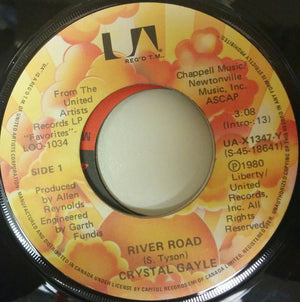 UA
REG'D T.M.
From The
United
Artists
Records LP
"Favorites"
LOO-1034
SIDE 1
Produced by
Allen
Reynolds
Engineered
by Garth
Fundis
Chappell Music/
Newtonville
Music, Inc.
ASCAP
3:08
(Intro-:13)
UA-X1347-Y
(S-45-18641)
℗1980
Liberty/
United
Records, Inc.
All Rights
Reserved
RIVER ROAD
(S. Tyson)
CRYSTAL GAYLE